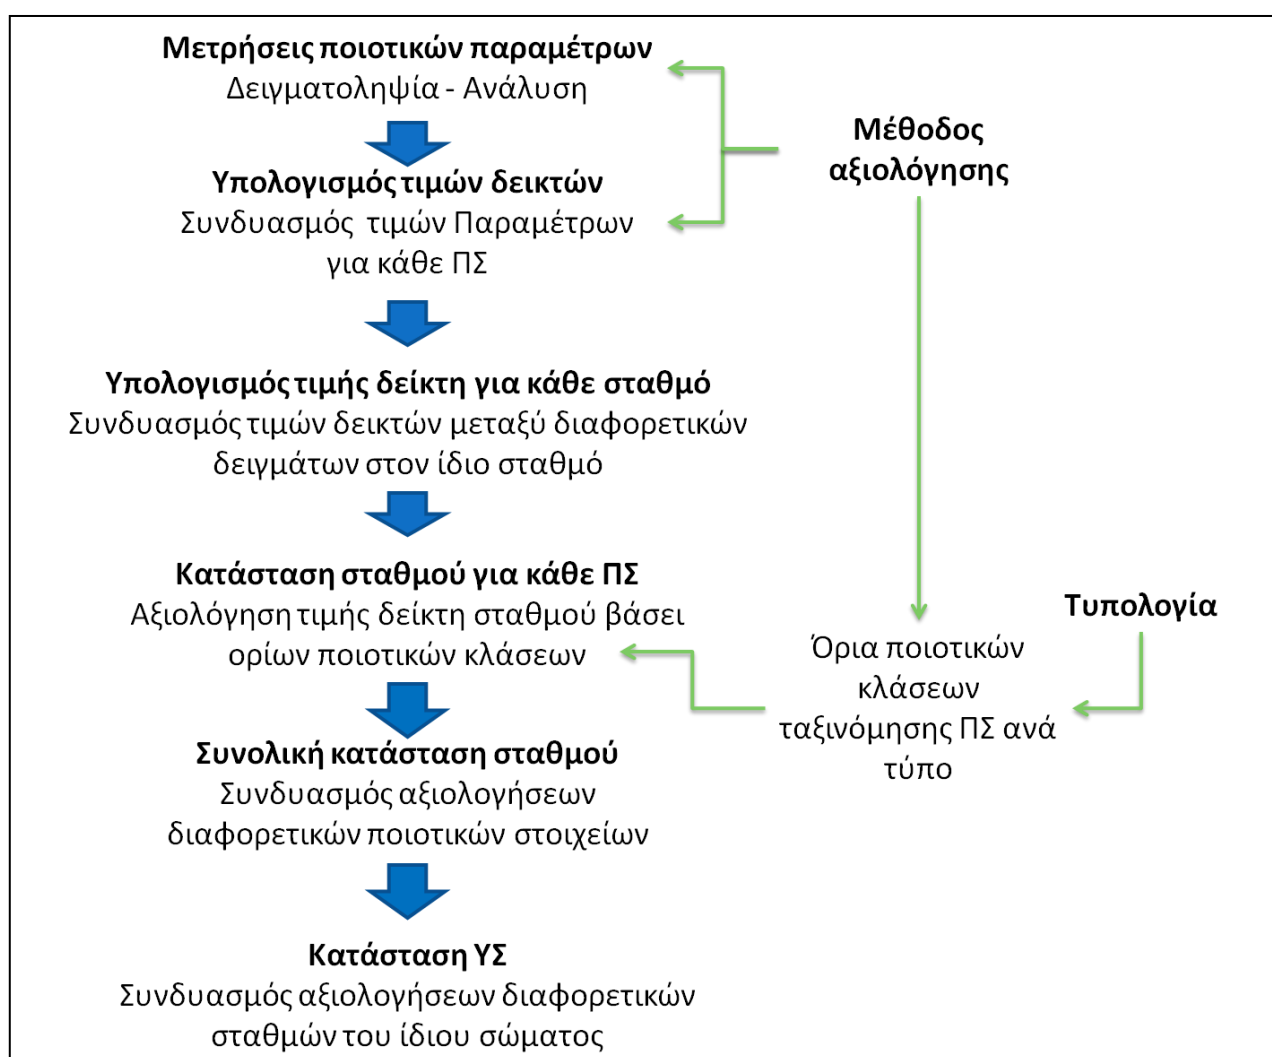 Μετρήσεις ποιοτικών παραμέτρων
Δειγματοληψία - Ανάλυση
Υπολογισμός τιμών δεικτών
Συνδυασμός τιμών Παραμέτρων
για κάθε ΠΣ
Υπολογισμός τιμής δείκτη για κάθε σταθμό
Συνδυασμός τιμών δεικτών μεταξύ διαφορετικών
δειγμάτων στον ίδιο σταθμό
Κατάσταση σταθμού για κάθε ΠΣ
Αξιολόγηση τιμής δείκτη σταθμού βάσει
ορίων ποιοτικών κλάσεων
Συνολική κατάσταση σταθμού
Συνδυασμός αξιολογήσεων
διαφορετικών ποιοτικών στοιχείων
Κατάσταση ΥΣ
Συνδυασμός αξιολογήσεων διαφορετικών
σταθμών του ίδιου σώματος
Μέθοδος
αξιολόγησης
Τυπολογία
Όρια ποιοτικών
κλάσεων
ταξινόμησης ΠΣ ανά
τύπο